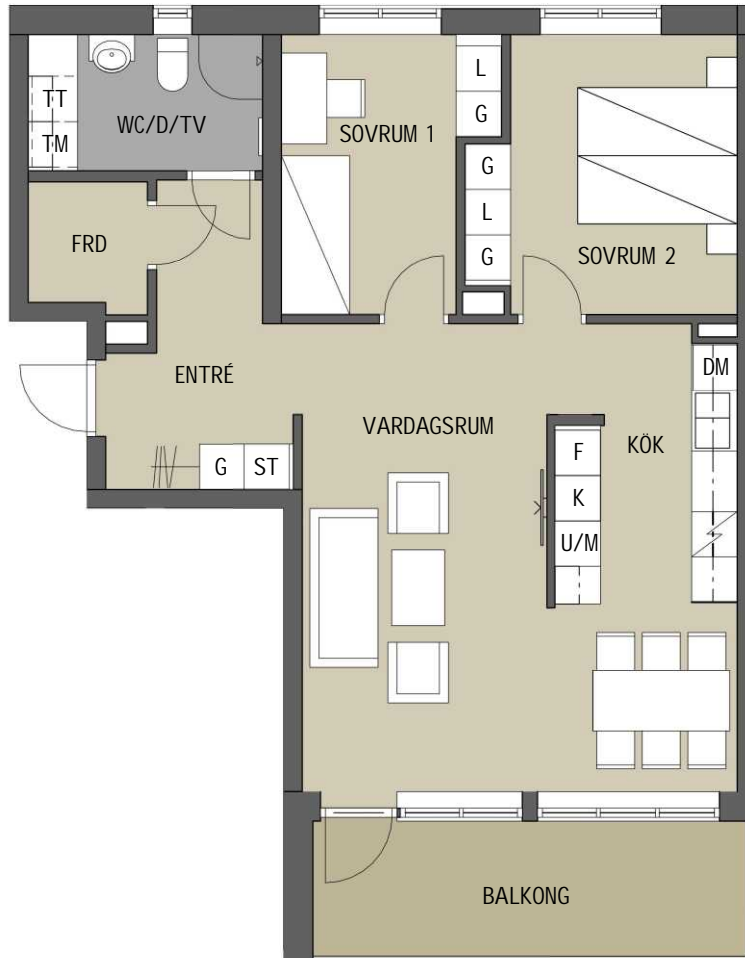 L
TT
G
WC/D/TV
SOVRUM 1
TM
G
L
FRD
G
SOVRUM 2
DM
ENTRÉ
VARDAGSRUM
KÖK
F
G
ST
K
U/M
BALKONG